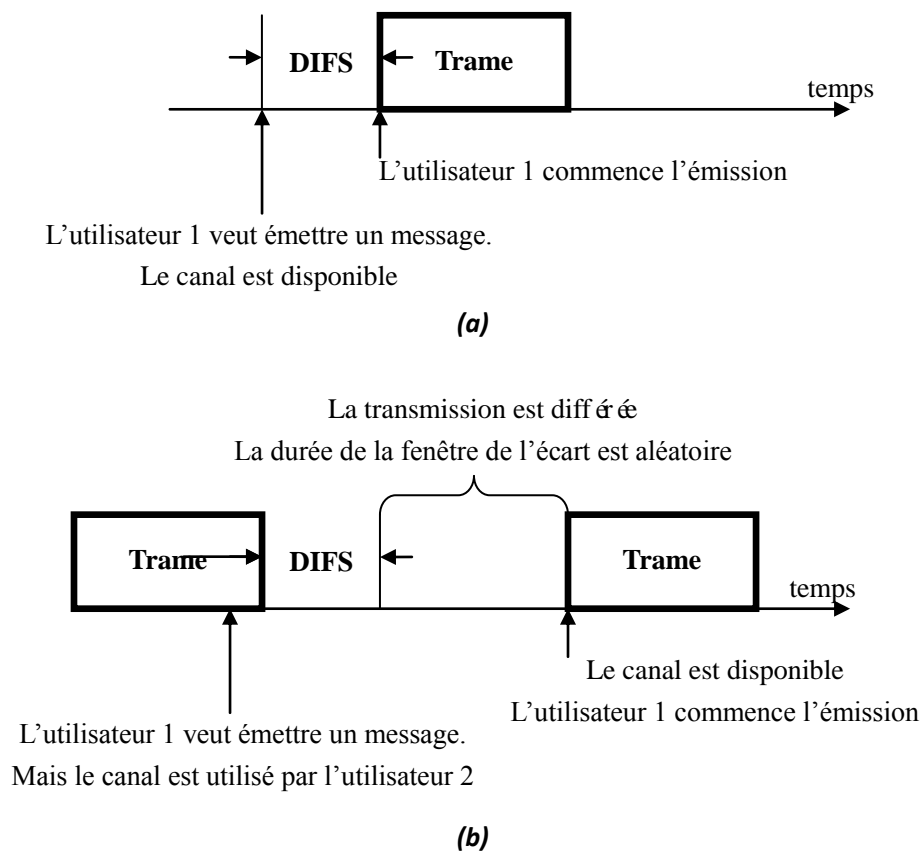 DIFS Trame
temps
L’utilisateur 1 commence l’émission
L’utilisateur 1 veut émettre un message.
Le canal est disponible
(a)
La transmission est différée
La durée de la fenêtre de l’écart est aléatoire
Trame DIFS Trame
temps
Le canal est disponible
L’utilisateur 1 commence l’émission
L’utilisateur 1 veut émettre un message.
Mais le canal est utilisé par l’utilisateur 2
(b)